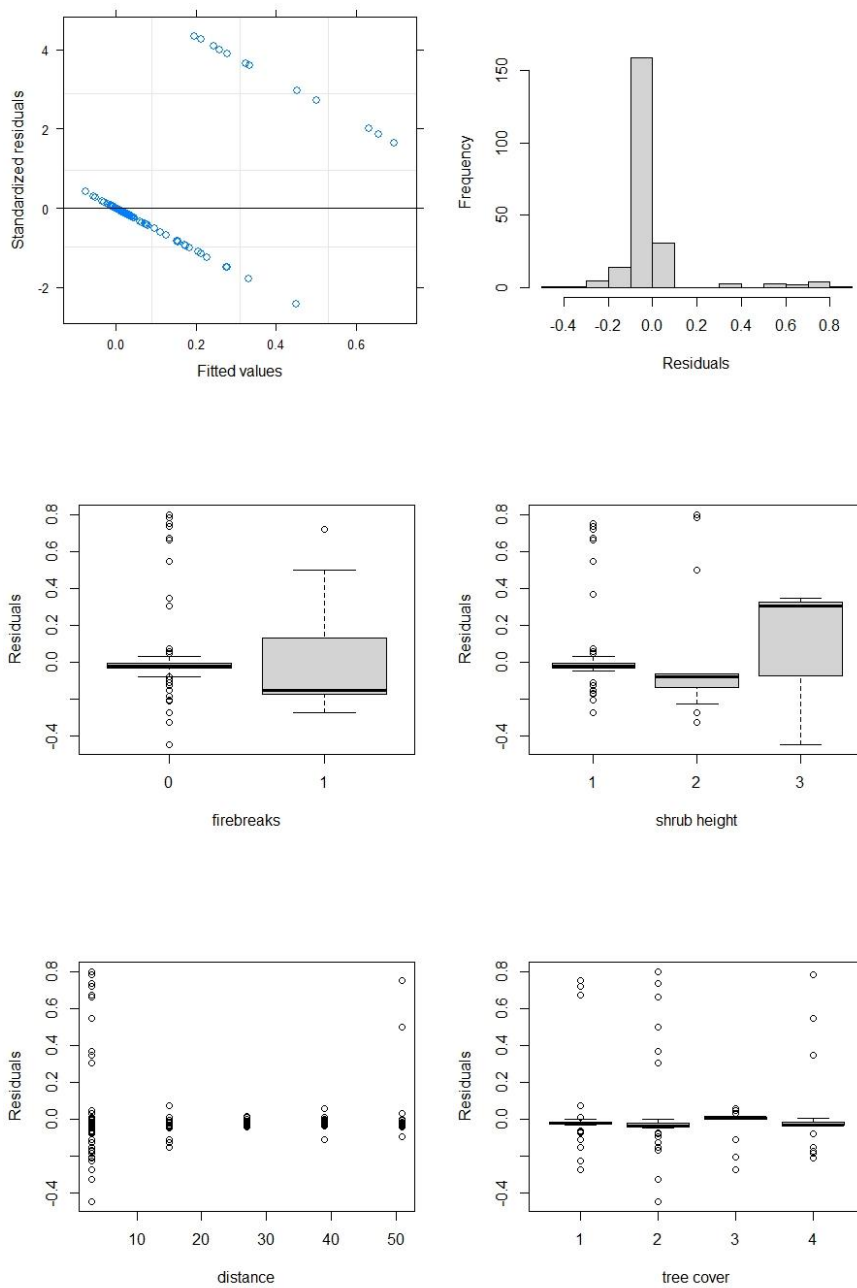 Standardized residuals
4
2
0
-2
0.0 0.2 0.4 0.6
Fitted values
Frequency
150
100
50
0
-0.4 -0.2 0.0 0.2 0.4 0.6 0.8
Residuals
Residuals
0.8
0.6
0.4
0.2
0.0
-0.4
0 1
firebreaks
Residuals
0.8
0.6
0.4
0.2
0.0
-0.4
1 2 3
shrub height
Residuals
0.8
0.6
0.4
0.2
0.0
-0.4
10 20 30 40 50
distance
Residuals
0.8
0.6
0.4
0.2
0.0
-0.4
1 2 3 4
tree cover